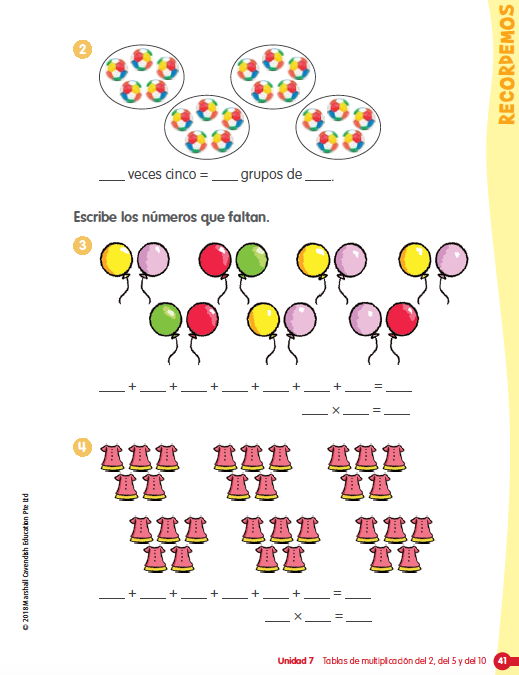 RECORDEMOS
2
____ veces cinco = ____ grupos de ____.
Escribe los números que faltan.
3
____ + ____ + ____ + ____ + ____ + ____ + ____ = ____
____ × ____ = ____
4
____ + ____ + ____ + ____ + ____ + ____ = ____
____ × ____ = ____
© 2018 Marshall Cavendish Education Pte Ltd
Unidad 7 Tablas de multiplicación del 2, del 5 y del 10 41